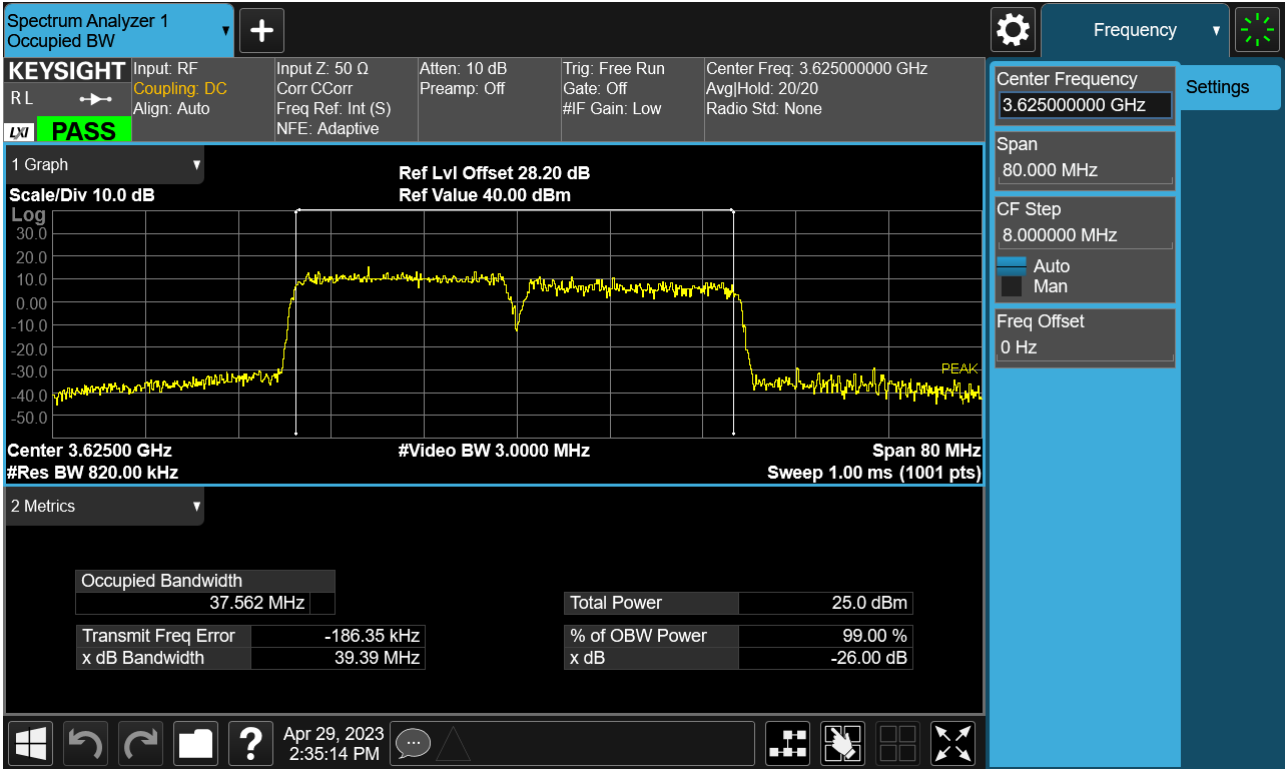 Spectrum Analyzer 1
Occupied BW
Frequency
KEYSIGHT
R L
LXI
PASS
Input: RF
Coupling: DC
Align: Auto
Input Z: 50 Ω
Corr CCorr
Freq Ref: Int (S)
NFE: Adaptive
Atten: 10 dB
Preamp: Off
Trig: Free Run
Gate: Off
#IF Gain: Low
Center Freq: 3.625000000 GHz
Avg|Hold: 20/20
Radio Std: None
Center Frequency
3.625000000 GHz
Settings
Span
80.000 MHz
CF Step
8.000000 MHz
Auto
Man
Freq Offset
0 Hz
1 Graph
Scale/Div 10.0 dB
Ref Lvl Offset 28.20 dB
Ref Value 40.00 dBm
Log
30.0
20.0
10.0
0.00
-10.0
-20.0
-30.0
-40.0
-50.0
PEAK
Center 3.62500 GHz
#Video BW 3.0000 MHz
Span 80 MHz
#Res BW 820.00 kHz
Sweep 1.00 ms (1001 pts)
2 Metrics
Occupied Bandwidth
37.562 MHz
Total Power 25.0 dBm
Transmit Freq Error -186.35 kHz
% of OBW Power 99.00 %
x dB Bandwidth 39.39 MHz
x dB -26.00 dB
?
Apr 29, 2023
2:35:14 PM